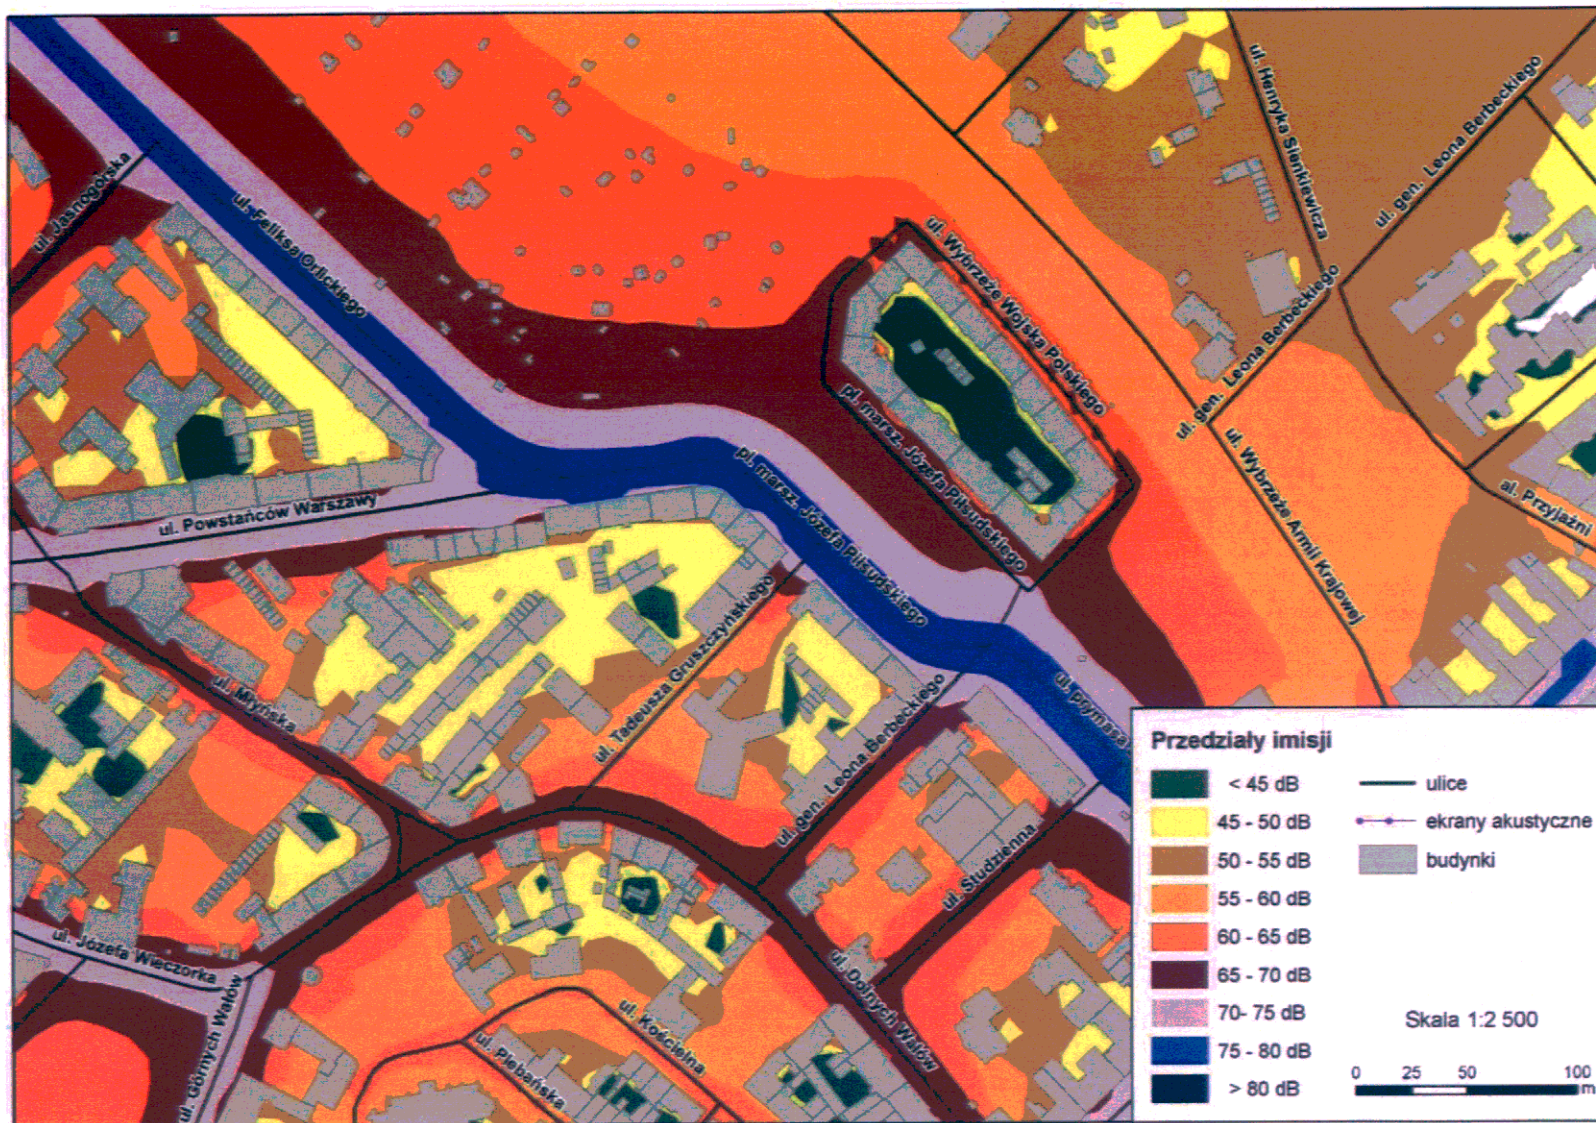 ul. Jasnogórska
ul. Feliksa Orlickiego
ul. Henryka Sienkiewicza
ul. gen. Leona Berbeckiego
ul. Wybrzeże Wojska Polskiego
ul. gen. Leona Berbeckiego
pl. marsz. Józefa Piłsudskiego
ul. Wybrzeże Armii Krajowej
al. Przyjaźni
ul. Powstańców Warszawy
pl. marsz. Józefa Piłsudskiego
ul. Młyńska
ul. Tadeusza Gruszczyńskiego
ul. gen. Leona Berbeckiego
ul. prymasa
ul. Studzienna
ul. Józefa Wieczorka
ul. Górnych Wałów
ul. Dolnych Wałów
ul. Kościelna
ul. Plebańska
Przedziały imisji
< 45 dB
45 - 50 dB
50 - 55 dB
55 - 60 dB
60 - 65 dB
65 - 70 dB
70- 75 dB
75 - 80 dB
> 80 dB
ulice
ekrany akustyczne
budynki
Skala 1:2 500
0 25 50 100
m